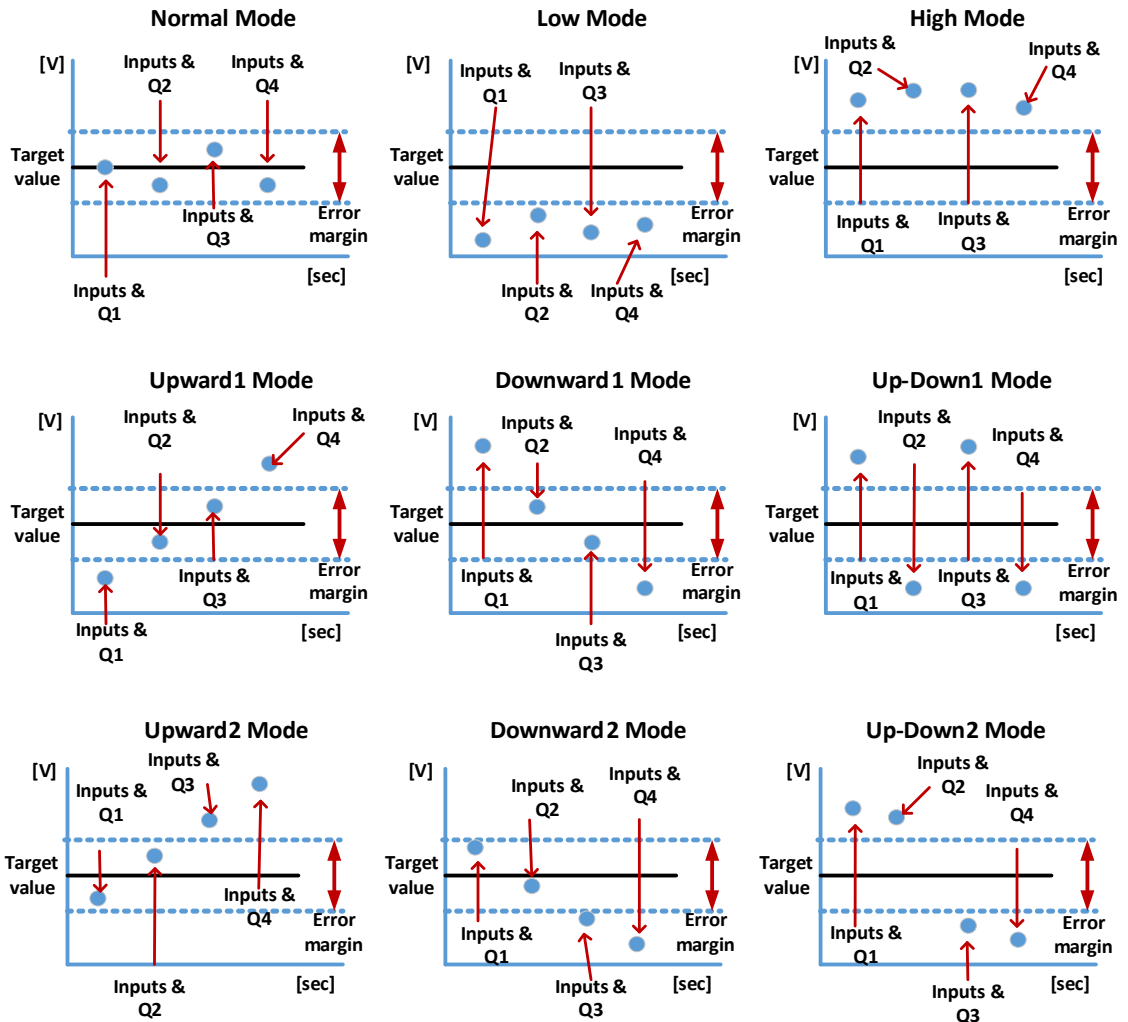 Normal Mode
[V]
Inputs &
Q2
Inputs &
Q4
Target
value
Inputs &
Q3
Error
margin
Inputs &
Q1
[sec]
Low Mode
[V]
Inputs &
Q1
Inputs &
Q3
Target
value
Error
margin
Inputs &
Q2
Inputs &
Q4
[sec]
High Mode
[V]
Inputs &
Q2
Inputs &
Q4
Target
value
Inputs &
Q1
Inputs &
Q3
Error
margin
[sec]
Upward1 Mode
[V]
Inputs &
Q2
Inputs &
Q4
Target
value
Inputs &
Q3
Error
margin
Inputs &
Q1
[sec]
Downward1 Mode
[V]
Inputs &
Q2
Inputs &
Q4
Target
value
Inputs &
Q1
Error
margin
Inputs &
Q3
[sec]
Up-Down1 Mode
[V]
Inputs &
Q2
Inputs &
Q4
Target
value
Inputs &
Q1
Inputs &
Q3
Error
margin
[sec]
Upward2 Mode
[V]
Inputs &
Q3
Inputs &
Q1
Target
value
Inputs &
Q4
Error
margin
Inputs &
Q2
[sec]
Downward2 Mode
[V]
Inputs &
Q2
Inputs &
Q4
Target
value
Inputs &
Q1
Error
margin
Inputs &
Q3
[sec]
Up-Down2 Mode
[V]
Inputs &
Q2
Inputs &
Q4
Target
value
Inputs &
Q1
Error
margin
Inputs &
Q3
[sec]